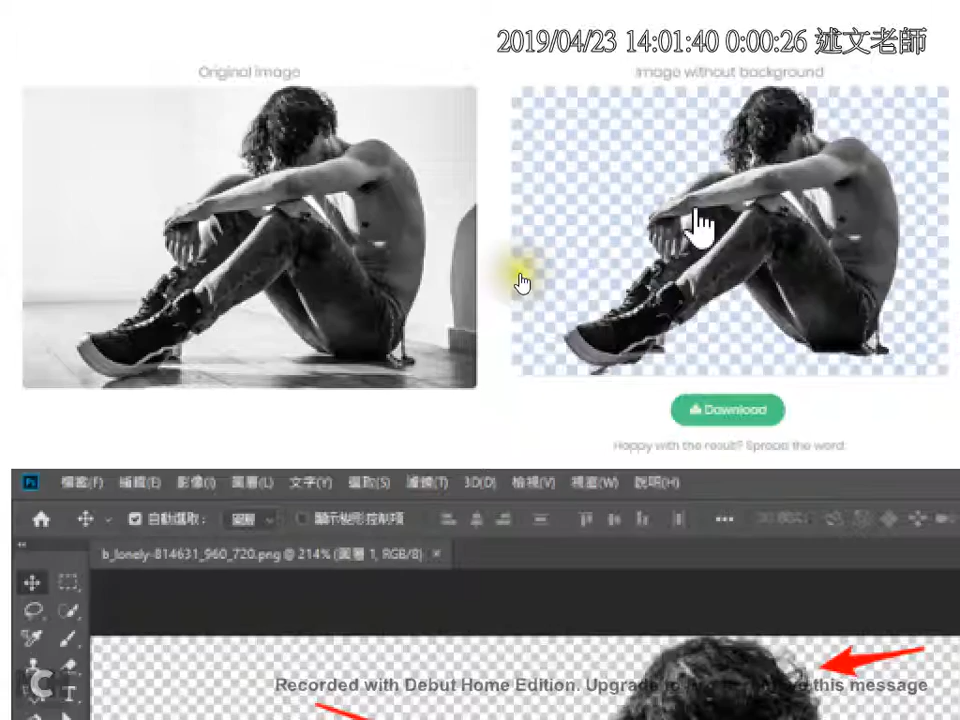 2019/04/23 14:01:40 0:00:26 述文老師
Original image
Image without background
Download
Happy with the result? Spread the word
Ps 檔案(F) 編輯(E) 影像(I) 圖層(L) 文字(Y) 選取(S) 濾鏡(T) 3D(D) 檢視(V) 視窗(W) 說明(H)
自動選取： 圖層 顯示變形控制項
b_lonely-814631_960_720.png @ 214% (圖層 1, RGB/8)
Recorded with Debut Home Edition. Upgrade this message